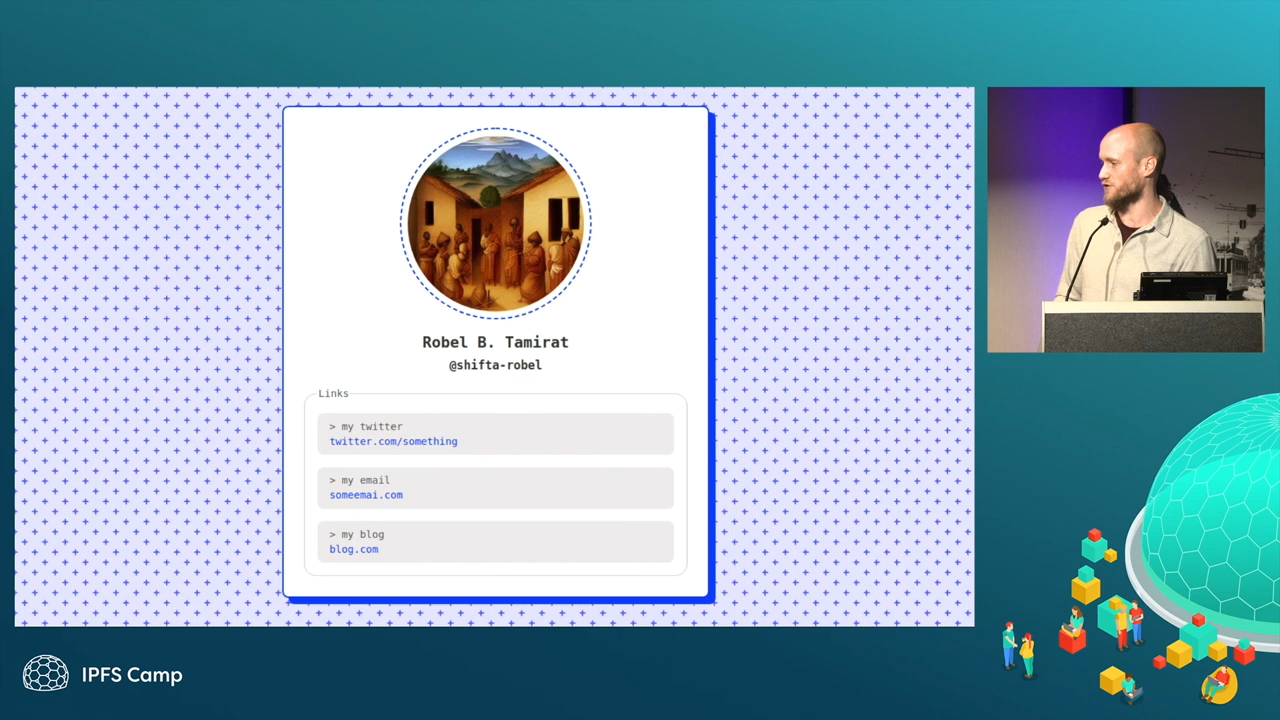 Robel B. Tamirat
@shifta-robel
Links
> my twitter
twitter.com/something
> my email
someemai.com
> my blog
blog.com
IPFS Camp